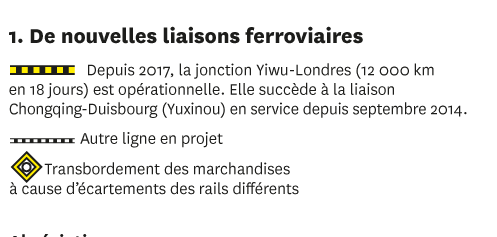 1. De nouvelles liaisons ferroviaires
Depuis 2017, la jonction Yiwu-Londres (12 000 km
en 18 jours) est opérationnelle. Elle succède à la liaison
Chongqing-Duisbourg (Yuxinou) en service depuis septembre 2014.
Autre ligne en projet
Transbordement des marchandises
à cause d'écartements des rails différents